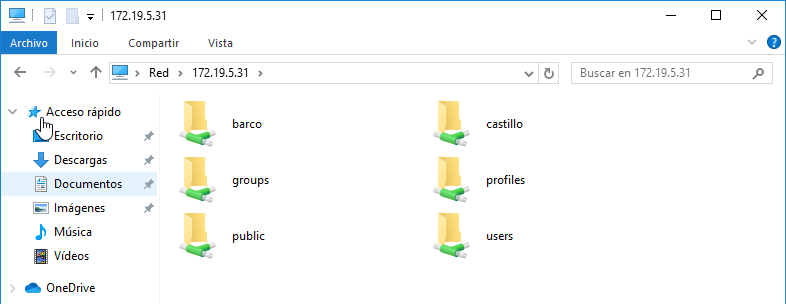 172.19.5.31
Archivo Inicio Compartir Vista
Red 172.19.5.31 Buscar en 172.19.5.31
Acceso rápido
Escritorio
Descargas
Documentos
Imágenes
Música
Vídeos
OneDrive
barco castillo
groups profiles
public users